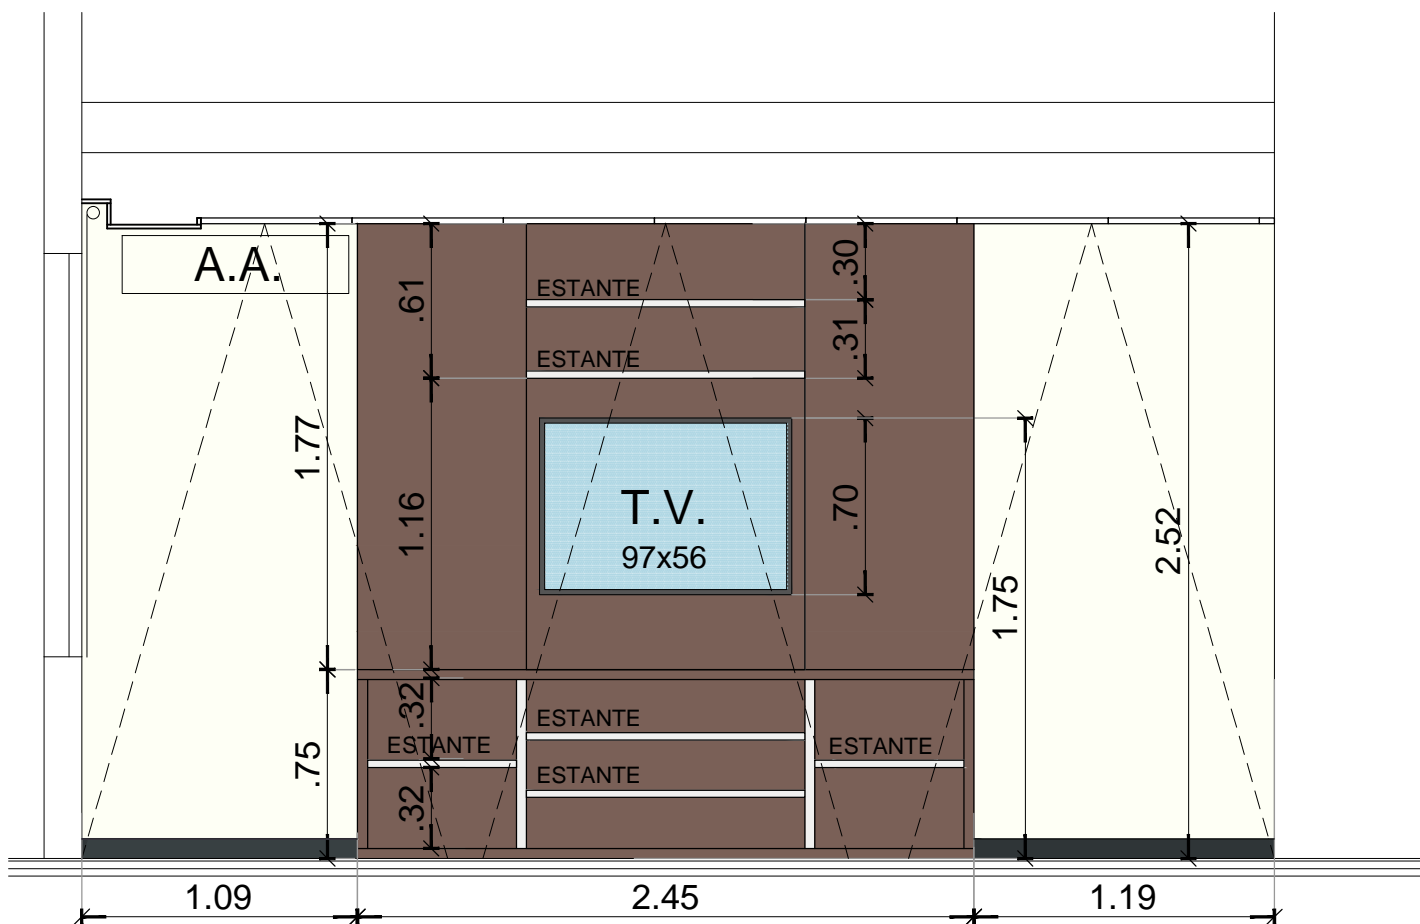 A.A.
ESTANTE
.30
.61
.31
ESTANTE
1.77
1.16
T.V.
97x56
.70
2.52
1.75
.32
ESTANTE
ESTANTE
ESTANTE
.75
ESTANTE
.32
1.09
2.45
1.19